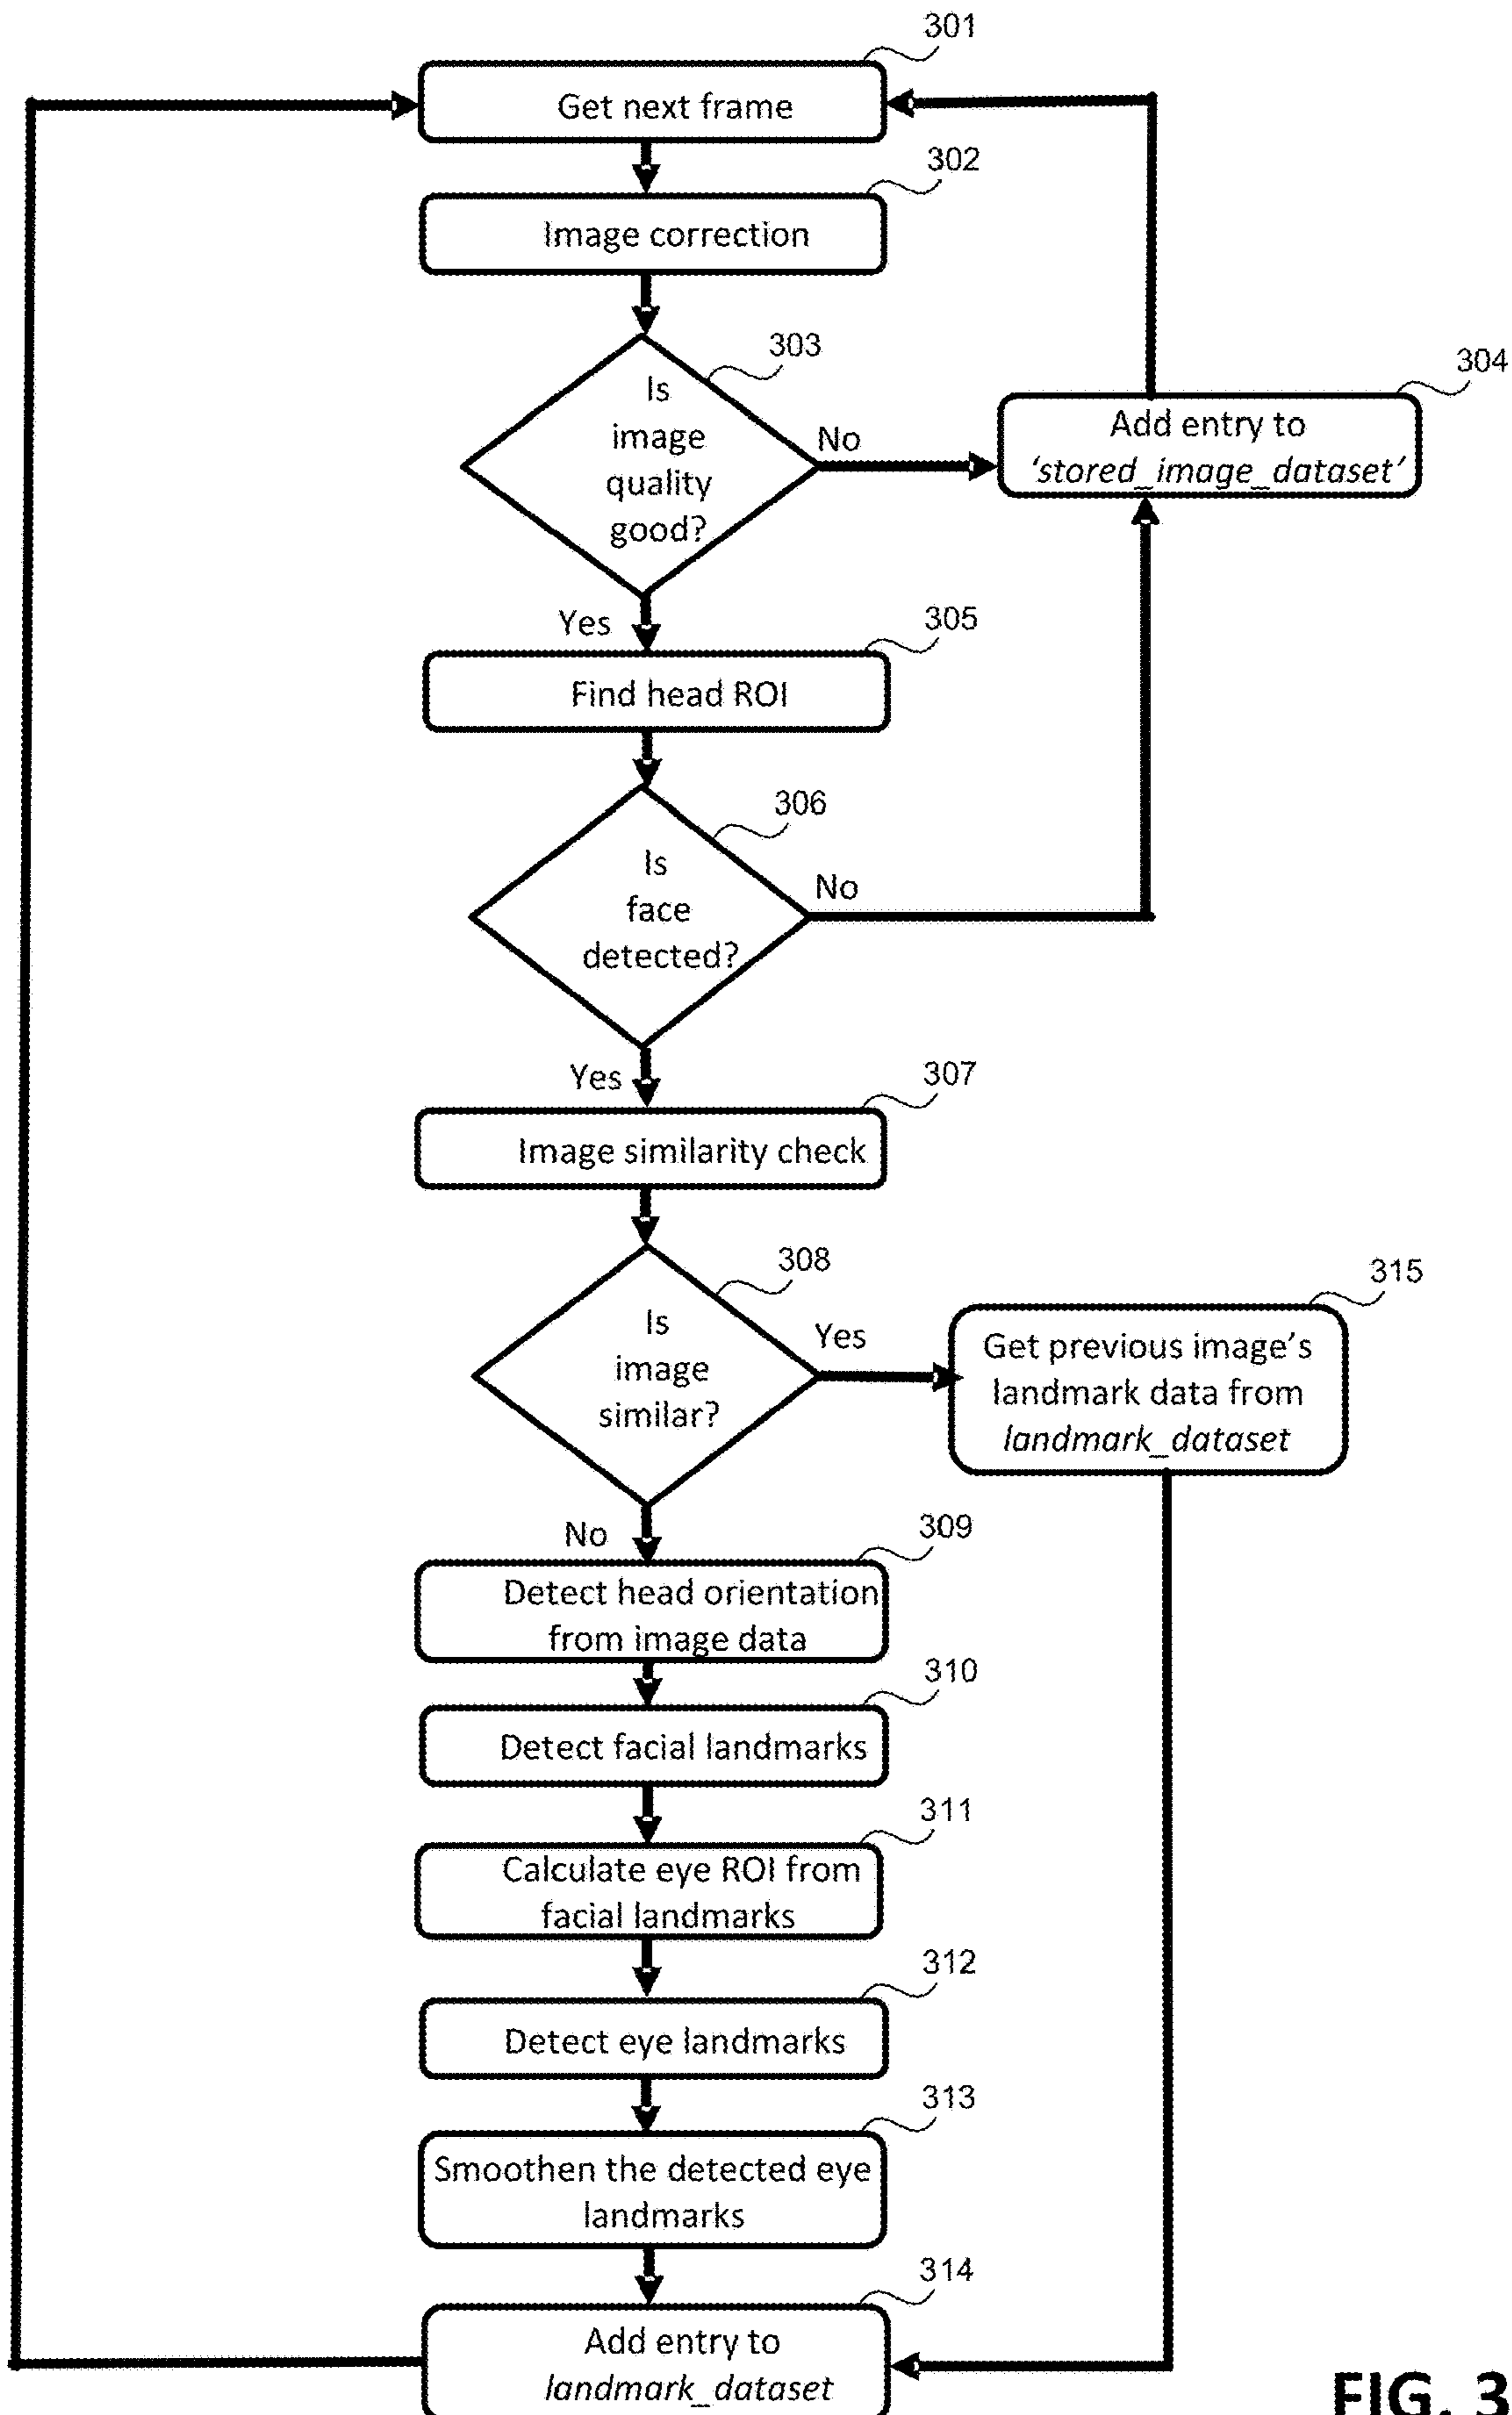 301
Get next frame
302
Image correction
303
Is
image
quality
good?
No
304
Add entry to
‘stored_image_dataset’
Yes
305
Find head ROI
306
Is
face
detected?
No
Yes
307
Image similarity check
308
Is
image
similar?
Yes
315
Get previous image’s
landmark data from
landmark_dataset
No
309
Detect head orientation
from image data
310
Detect facial landmarks
311
Calculate eye ROI from
facial landmarks
312
Detect eye landmarks
313
Smoothen the detected eye
landmarks
314
Add entry to
landmark_dataset
FIG. 3